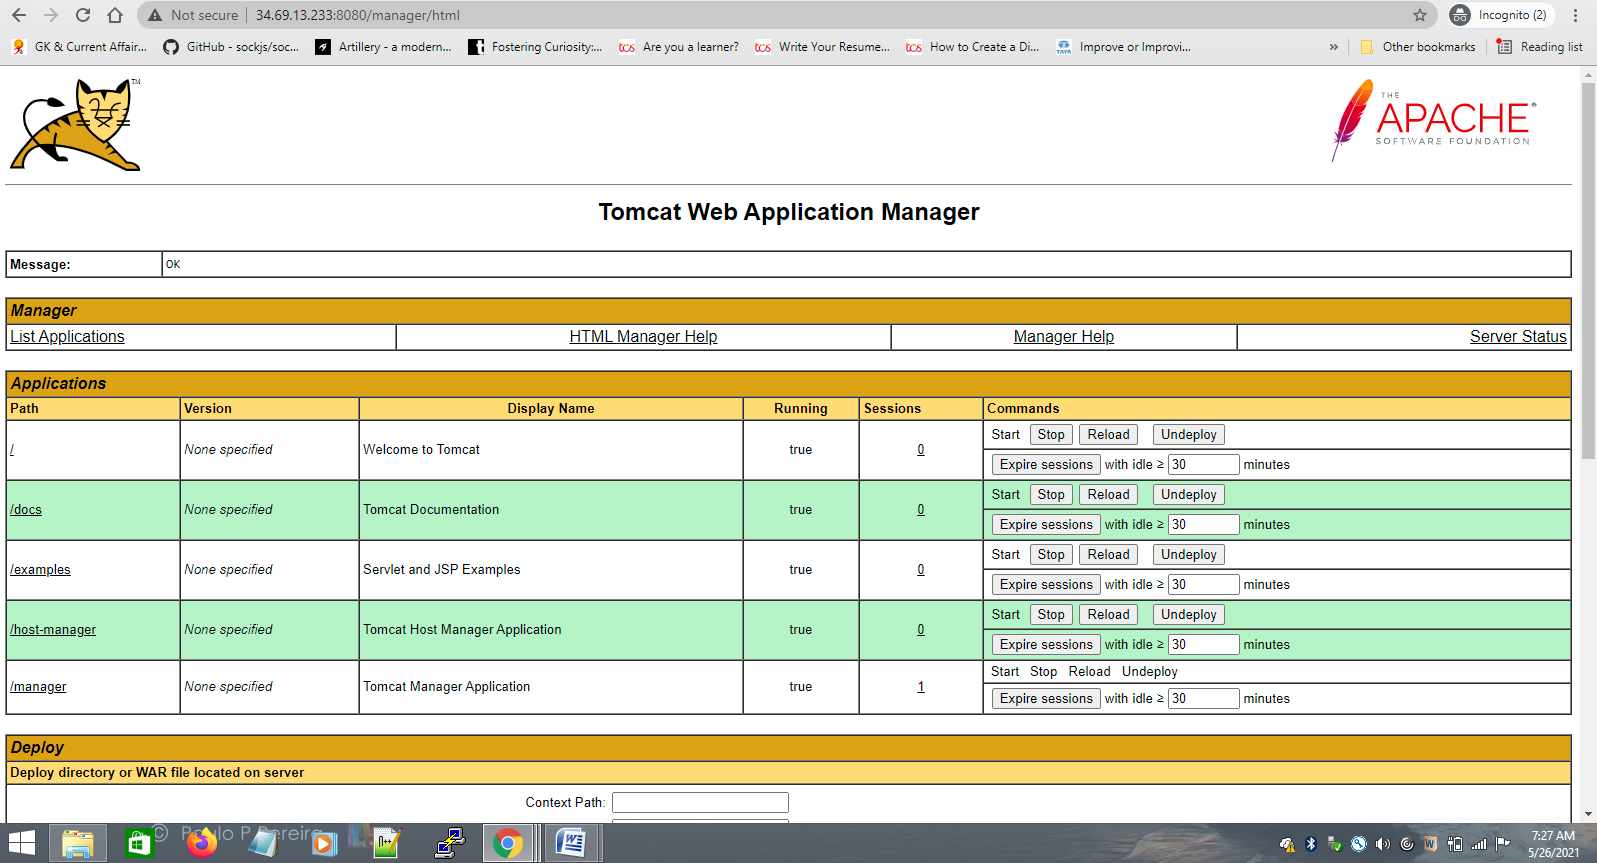 Not secure | 34.69.13.233:8080/manager/html
Incognito (2)
GK & Current Affair...
GitHub - sockjs/soc...
Artillery - a modern...
Fostering Curiosity:...
tcs Are you a learner?
tcs Write Your Resume...
tcs How to Create a Di...
TATA Improve or Improvi...
» Other bookmarks
Reading list
TM
THE
APACHE®
SOFTWARE FOUNDATION
Tomcat Web Application Manager
Message: OK
Manager
List Applications HTML Manager Help Manager Help Server Status
Applications
Path Version Display Name Running Sessions Commands
/ None specified Welcome to Tomcat true 0 Start Stop Reload Undeploy
Expire sessions with idle ≥ 30 minutes
/docs None specified Tomcat Documentation true 0 Start Stop Reload Undeploy
Expire sessions with idle ≥ 30 minutes
/examples None specified Servlet and JSP Examples true 0 Start Stop Reload Undeploy
Expire sessions with idle ≥ 30 minutes
/host-manager None specified Tomcat Host Manager Application true 0 Start Stop Reload Undeploy
Expire sessions with idle ≥ 30 minutes
/manager None specified Tomcat Manager Application true 1 Start Stop Reload Undeploy
Expire sessions with idle ≥ 30 minutes
Deploy
Deploy directory or WAR file located on server
Context Path:
© Paulo P Pereira
7:27 AM
5/26/2021